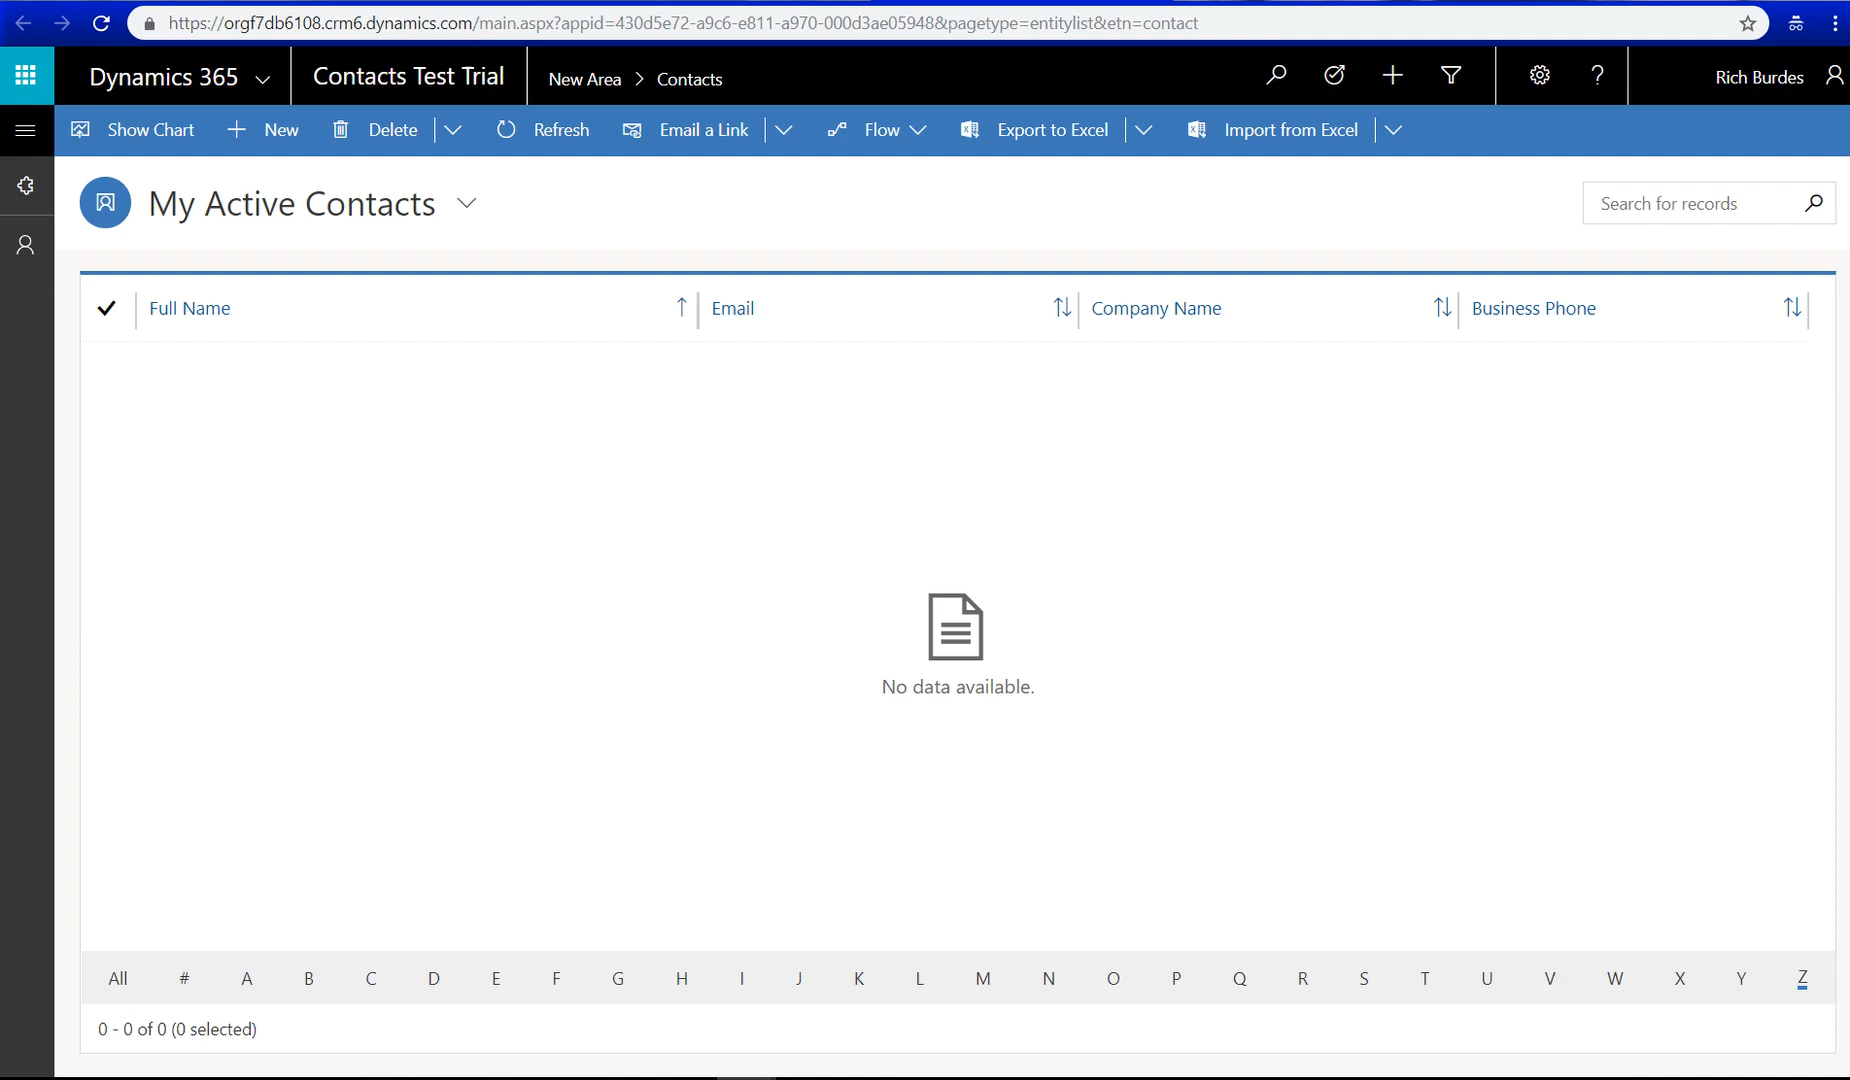 https://orgf7db6108.crm6.dynamics.com/main.aspx?appid=430d5e72-a9c6-e811-a970-000d3ae05948&pagetype=entitylist&etn=contact
Dynamics 365 Contacts Test Trial New Area > Contacts ? Rich Burdes
Show Chart New Delete Refresh Email a Link Flow Export to Excel Import from Excel
My Active Contacts
Search for records
Full Name Email Company Name Business Phone
No data available.
All # A B C D E F G H I J K L M N O P Q R S T U V W X Y Z
0 - 0 of 0 (0 selected)